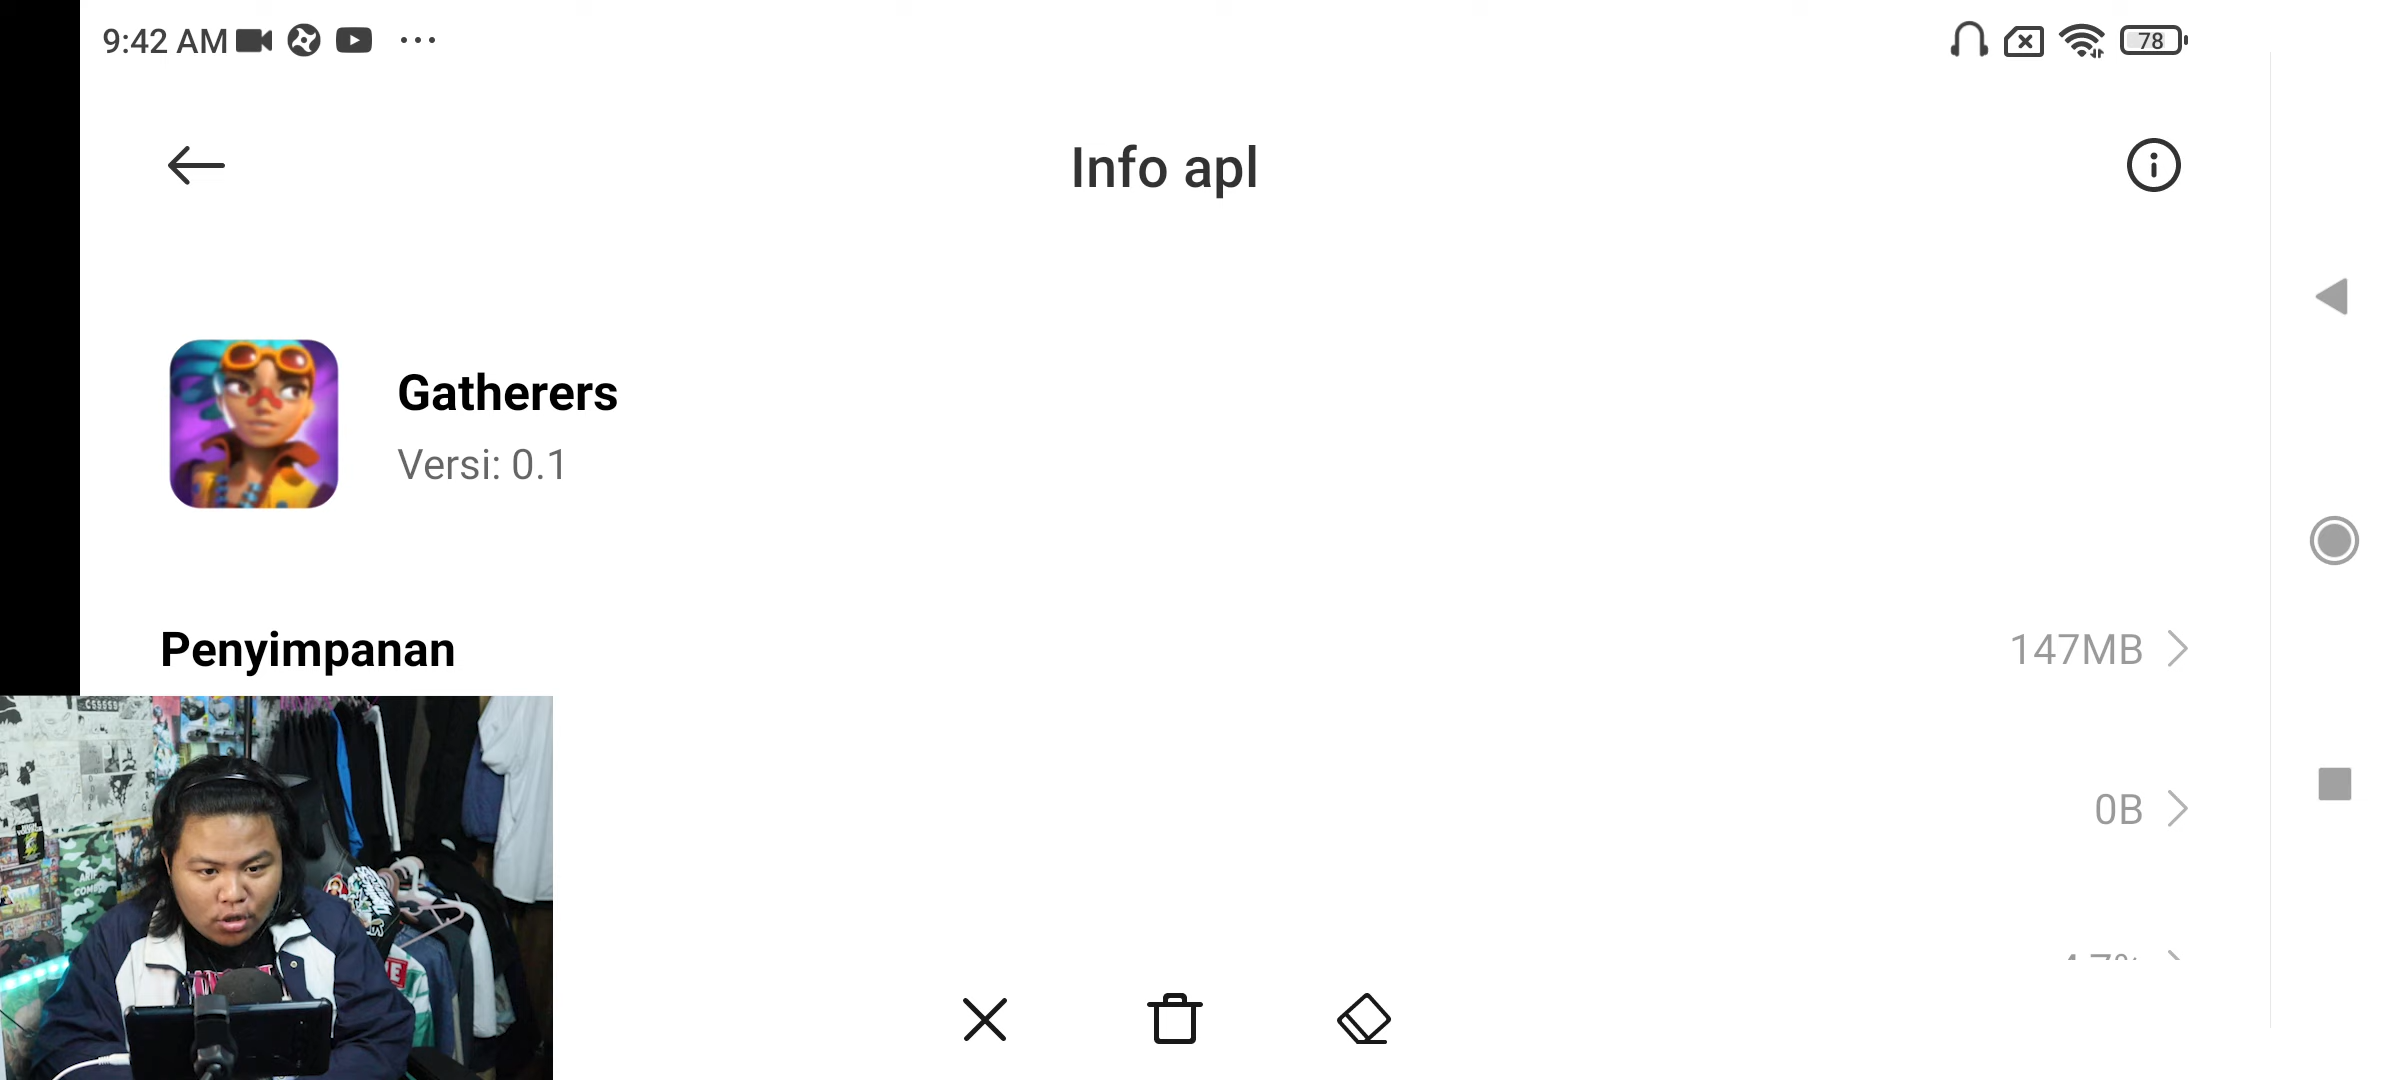 9:42 AM
78
Info apl
Gatherers
Versi: 0.1
Penyimpanan
147MB
0B